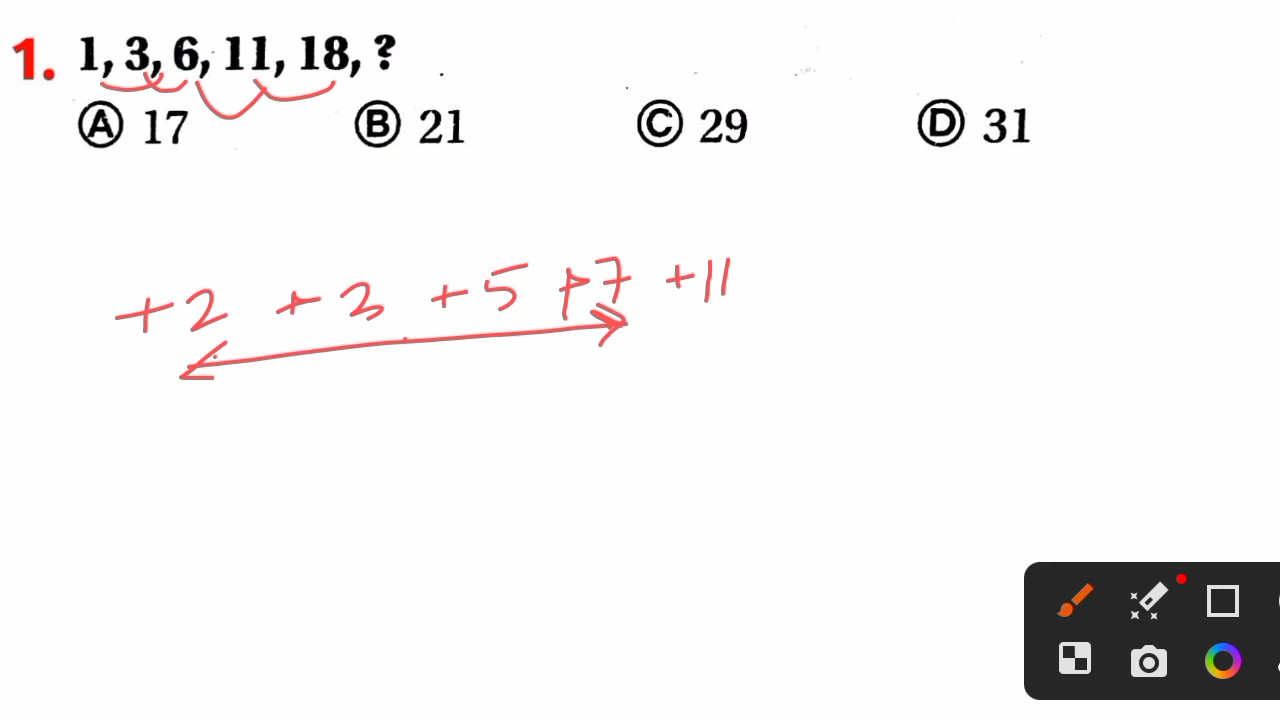 1. 1, 3, 6, 11, 18, ?
Ⓐ 17 Ⓑ 21 Ⓒ 29 Ⓓ 31
+2 +3 +5 +7 +11